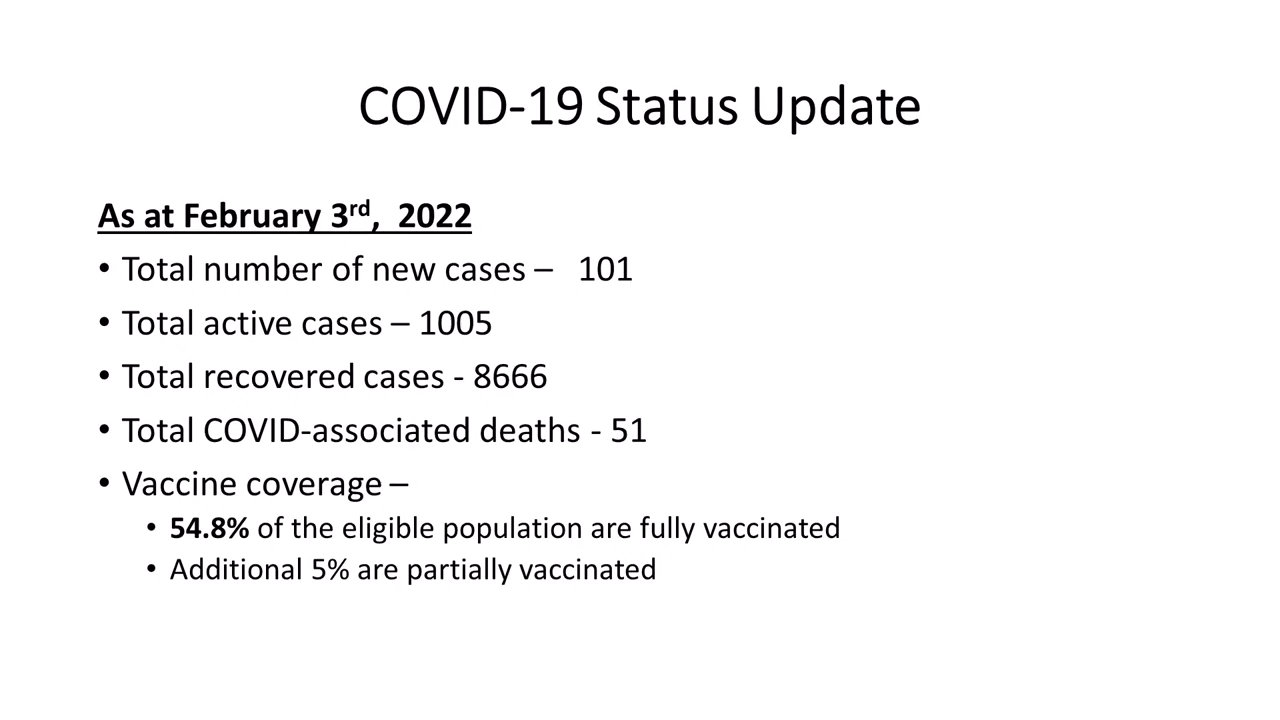 COVID-19 Status Update
As at February 3rd,  2022
• Total number of new cases –   101
• Total active cases – 1005
• Total recovered cases - 8666
• Total COVID-associated deaths - 51
• Vaccine coverage –
• 54.8% of the eligible population are fully vaccinated
• Additional 5% are partially vaccinated